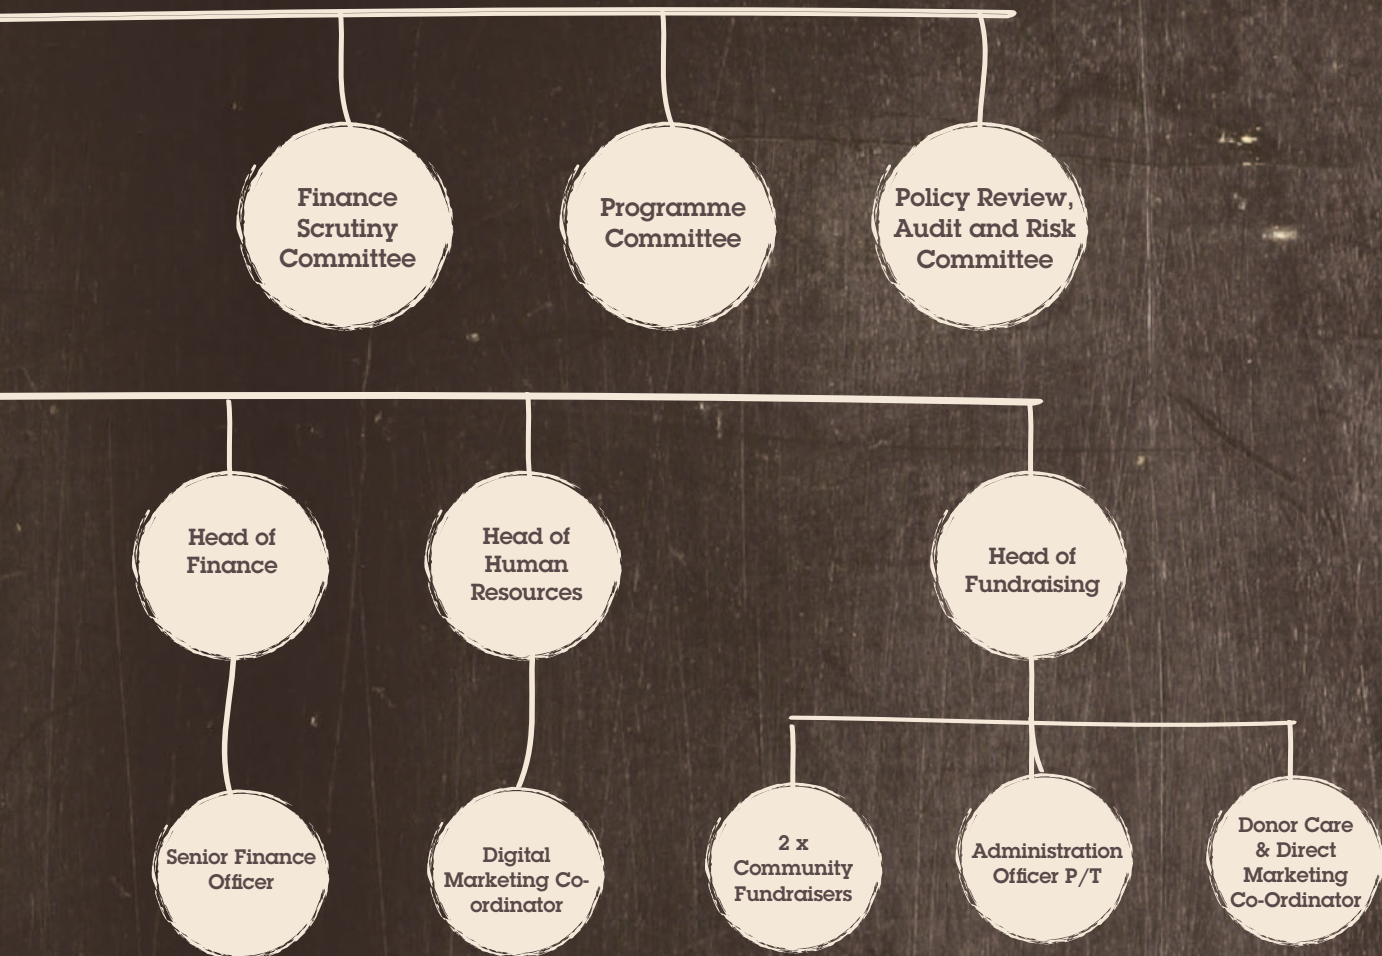 Finance
Scrutiny
Committee
Programme
Committee
Policy Review,
Audit and Risk
Committee
Head of
Finance
Head of
Human
Resources
Head of
Fundraising
Senior Finance
Officer
Digital
Marketing Co-
ordinator
2 x
Community
Fundraisers
Administration
Officer P/T
Donor Care
& Direct
Marketing
Co-Ordinator